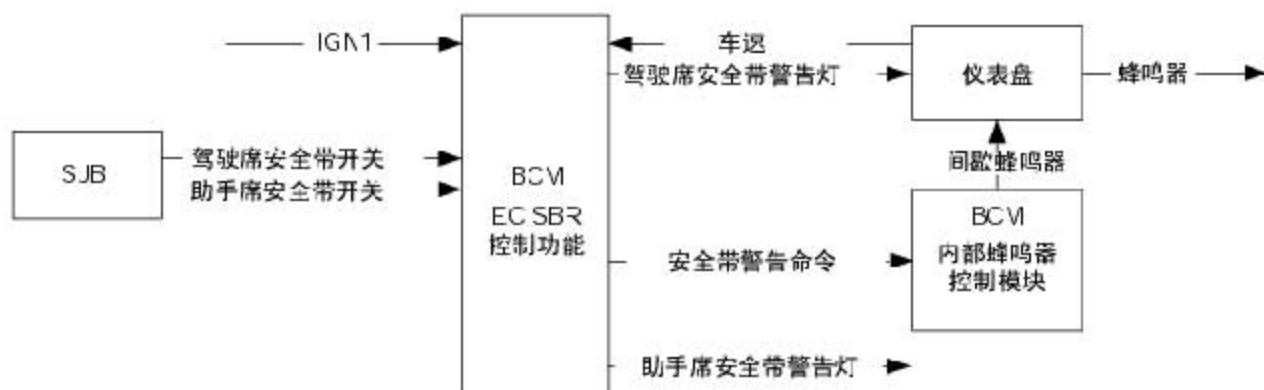 IGN1
车速
驾驶席安全带警告灯
仪表盘
蜂鸣器
SJB
驾驶席安全带开关
助手席安全带开关
间歇蜂鸣器
BCM
EC SBR
控制功能
BCM
内部蜂鸣器
控制模块
安全带警告命令
助手席安全带警告灯